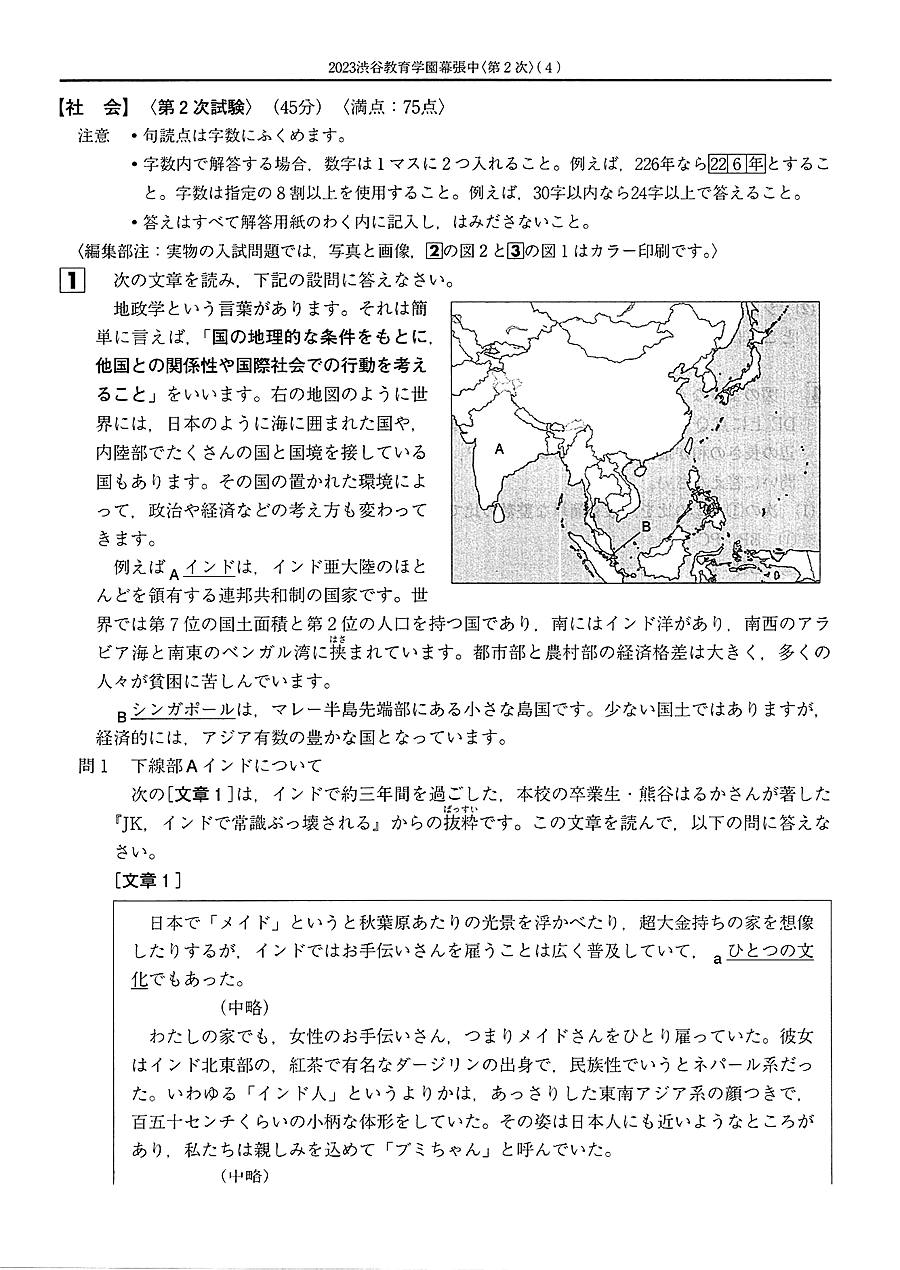 2023渋谷教育学園幕張中〈第2次〉(4)
【社　会】〈第2次試験〉(45分)〈満点：75点〉
注意　・句読点は字数にふくめます。
・字数内で解答する場合，数字は1マスに2つ入れること。例えば，226年なら22 6 年とするこ
と。字数は指定の8割以上を使用すること。例えば，30字以内なら24字以上で答えること。
・答えはすべて解答用紙のわく内に記入し，はみださないこと。
〈編集部注：実物の入試問題では，写真と画像，2の図2と3の図1はカラー印刷です。〉
1　次の文章を読み，下記の設問に答えなさい。
地政学という言葉があります。それは簡
単に言えば，「国の地理的な条件をもとに，
他国との関係性や国際社会での行動を考え
ること」をいいます。右の地図のように世
界には，日本のように海に囲まれた国や，
内陸部でたくさんの国と国境を接している
国もあります。その国の置かれた環境によ
って，政治や経済などの考え方も変わって
きます。
A
B
例えばAインドは，インド亜大陸のほと
んどを領有する連邦共和制の国家です。世
界では第7位の国土面積と第2位の人口を持つ国であり，南にはインド洋があり，南西のアラ
はさ
ビア海と南東のベンガル湾に挟まれています。都市部と農村部の経済格差は大きく，多くの
人々が貧困に苦しんでいます。
Bシンガポールは，マレー半島先端部にある小さな島国です。少ない国土ではありますが，
経済的には，アジア有数の豊かな国となっています。
問1　下線部Aインドについて
次の[文章1]は，インドで約三年間を過ごした，本校の卒業生・熊谷はるかさんが著した
ばっすい
『JK，インドで常識ぶっ壊される』からの抜粋です。この文章を読んで，以下の問に答えな
さい。
[文章1]
日本で「メイド」というと秋葉原あたりの光景を浮かべたり，超大金持ちの家を想像
したりするが，インドではお手伝いさんを雇うことは広く普及していて，aひとつの文
化でもあった。
（中略）
わたしの家でも，女性のお手伝いさん，つまりメイドさんをひとり雇っていた。彼女
はインド北東部の，紅茶で有名なダージリンの出身で，民族性でいうとネパール系だっ
た。いわゆる「インド人」というよりかは，あっさりした東南アジア系の顔つきで，
百五十センチくらいの小柄な体形をしていた。その姿は日本人にも近いようなところが
あり，私たちは親しみを込めて「ブミちゃん」と呼んでいた。
（中略）